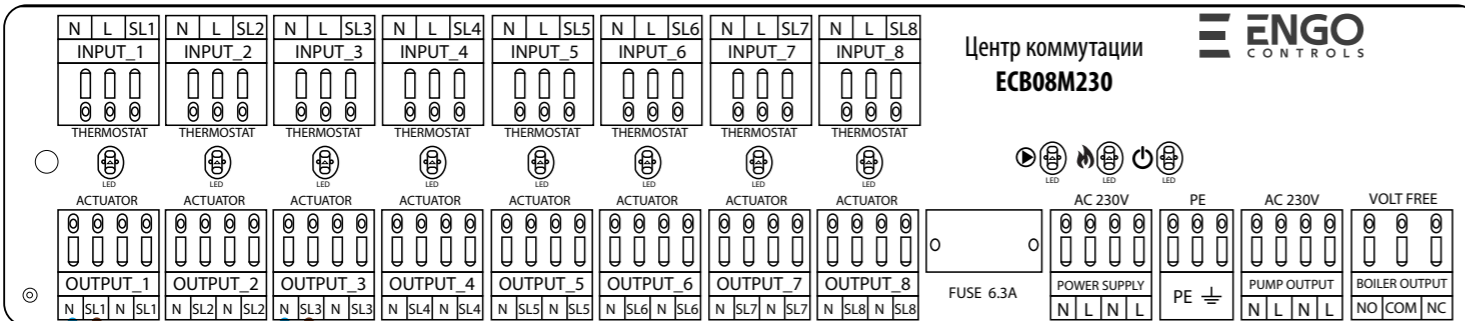 N L SL1 N L SL2 N L SL3 N L SL4 N L SL5 N L SL6 N L SL7 N L SL8
INPUT_1 INPUT_2 INPUT_3 INPUT_4 INPUT_5 INPUT_6 INPUT_7 INPUT_8
THERMOSTAT THERMOSTAT THERMOSTAT THERMOSTAT THERMOSTAT THERMOSTAT THERMOSTAT THERMOSTAT
Центр коммутации
ECB08M230
ENGO
CONTROLS
LED LED LED LED LED LED LED LED LED LED LED
ACTUATOR ACTUATOR ACTUATOR ACTUATOR ACTUATOR ACTUATOR ACTUATOR ACTUATOR AC 230V PE AC 230V VOLT FREE
OUTPUT_1 OUTPUT_2 OUTPUT_3 OUTPUT_4 OUTPUT_5 OUTPUT_6 OUTPUT_7 OUTPUT_8 FUSE 6.3A POWER SUPPLY PE PUMP OUTPUT BOILER OUTPUT
N SL1 N SL1 N SL2 N SL2 N SL3 N SL3 N SL4 N SL4 N SL5 N SL5 N SL6 N SL6 N SL7 N SL7 N SL8 N SL8 N L N L N L N L NO COM NC